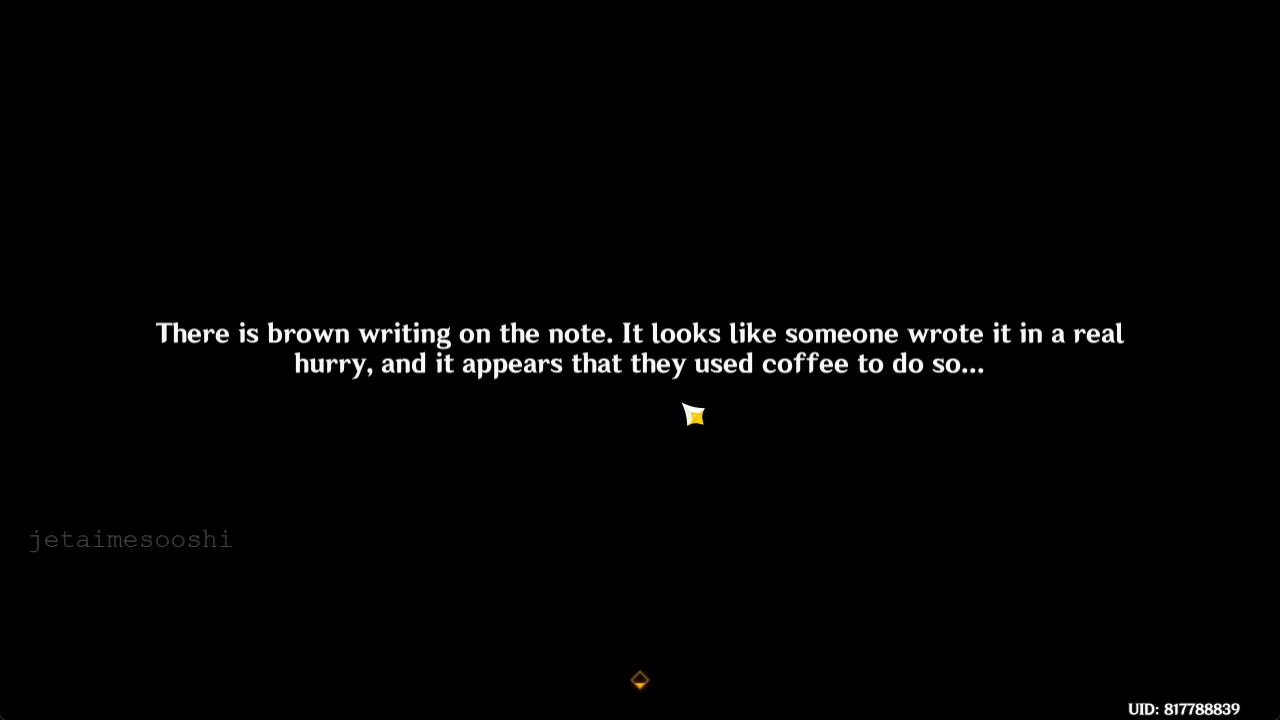 There is brown writing on the note. It looks like someone wrote it in a real
hurry, and it appears that they used coffee to do so...
jetaimesooshi
UID: 817788839